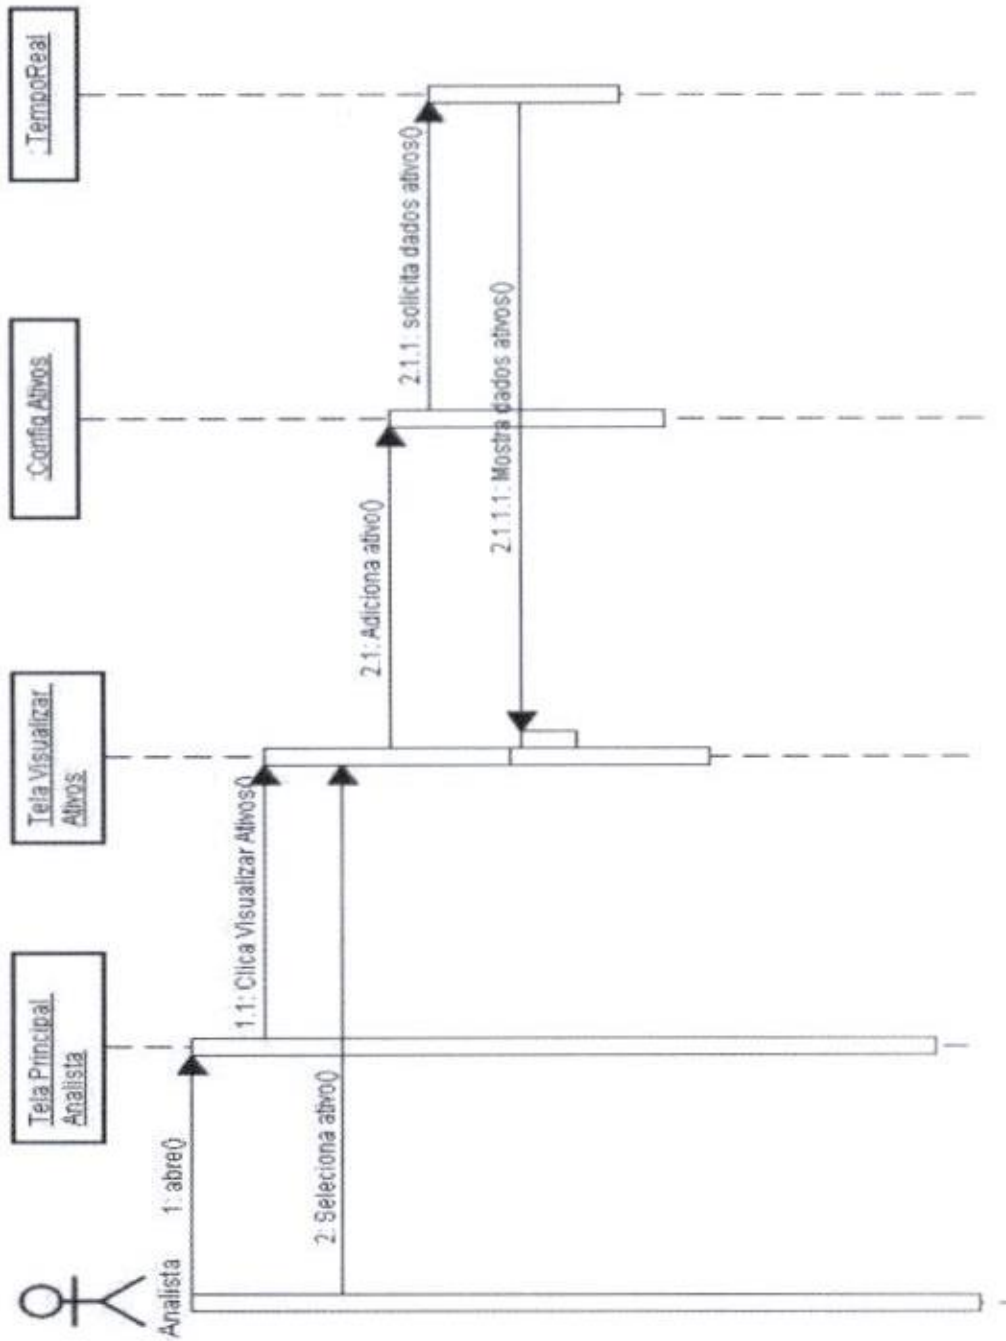 Analista
Tela Principal
Analista
Tela Visualizar
Ativos
:Config Ativos
: TempoReal
1: abre()
1.1: Clica Visualizar Ativos()
2: Seleciona ativo()
2.1: Adiciona ativo()
2.1.1: solicita dados ativos()
2.1.1.1: Mostra dados ativos()